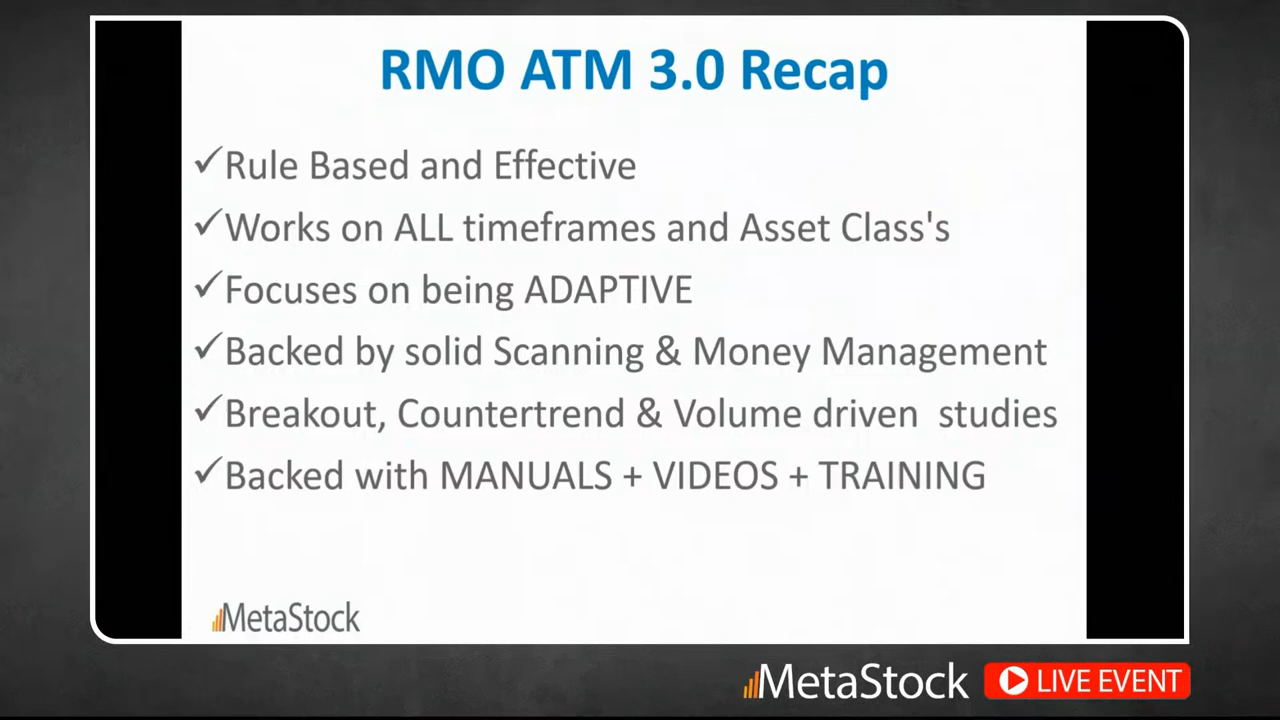 RMO ATM 3.0 Recap
✓Rule Based and Effective
✓Works on ALL timeframes and Asset Class's
✓Focuses on being ADAPTIVE
✓Backed by solid Scanning & Money Management
✓Breakout, Countertrend & Volume driven  studies
✓Backed with MANUALS + VIDEOS + TRAINING
MetaStock
MetaStock LIVE EVENT